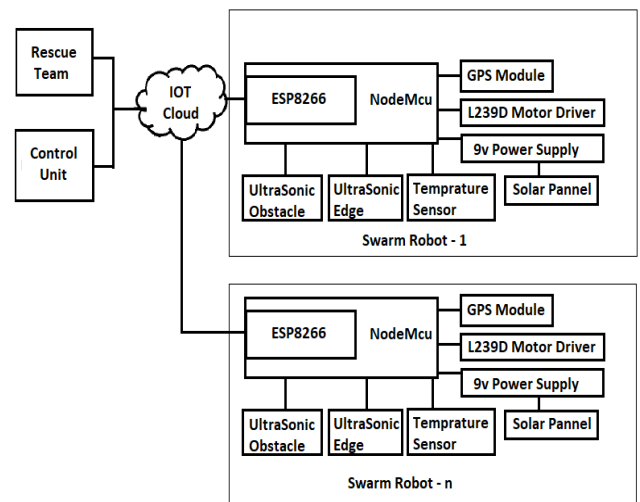 Rescue
Team
Control
Unit
IOT
Cloud
ESP8266
NodeMcu
GPS Module
L239D Motor Driver
9v Power Supply
Solar Pannel
UltraSonic
Obstacle
UltraSonic
Edge
Temprature
Sensor
Swarm Robot - 1
ESP8266
NodeMcu
GPS Module
L239D Motor Driver
9v Power Supply
Solar Pannel
UltraSonic
Obstacle
UltraSonic
Edge
Temprature
Sensor
Swarm Robot - n